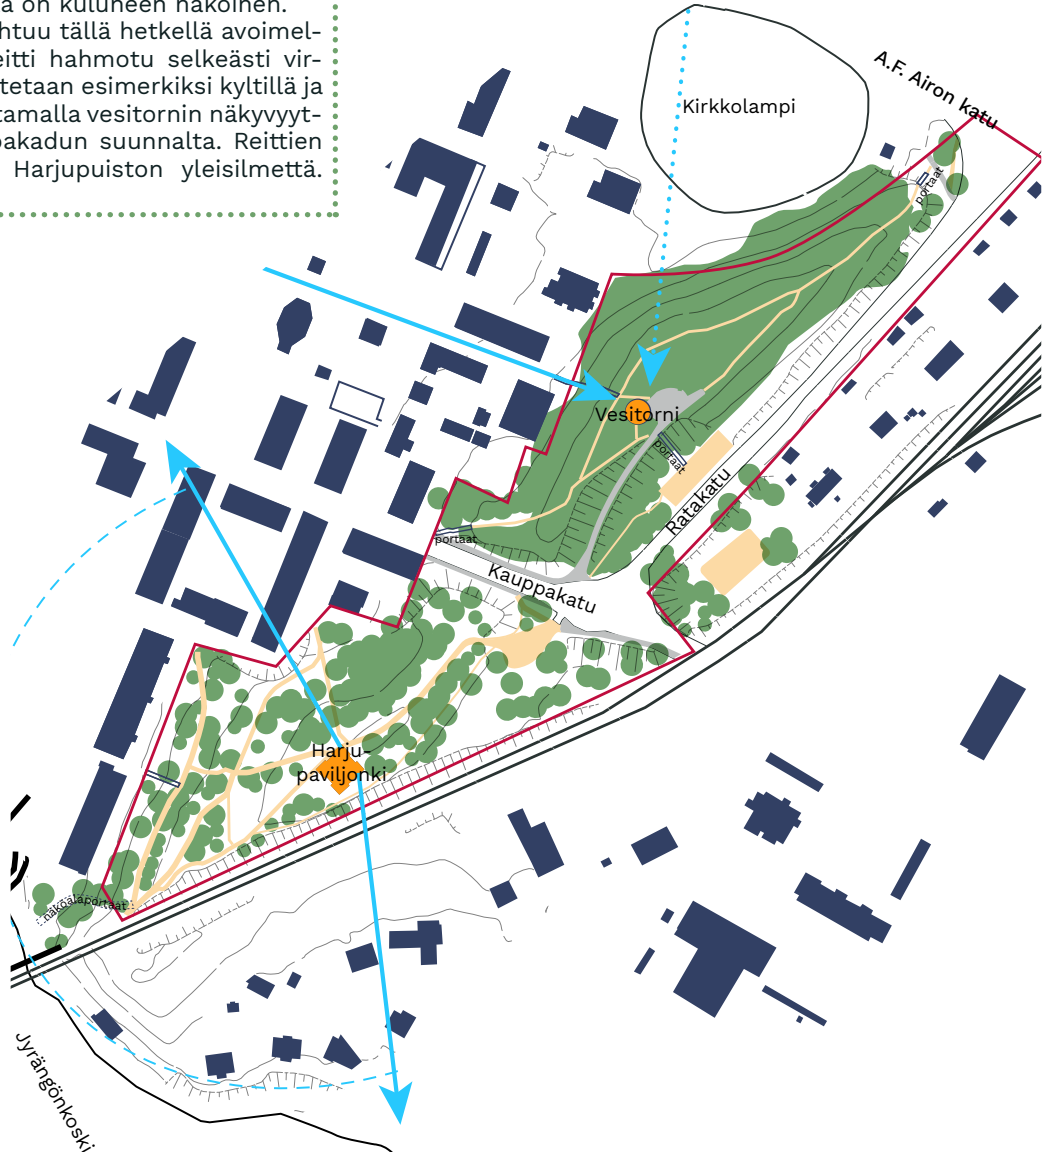 a on kuluneen näköinen.
htuu tällä hetkellä avoimel-
eitti hahmotu selkeästi vir-
tetaan esimerkiksi kyltillä ja
tamalla vesitornin näkyvyyt-
pakadun suunnalta. Reittien
Harjupuiston yleisilmettä.
A.F. Airon katu
Kirkkolampi
portaat
Vesitorni
portaat
Ratakatu
portaat
Kauppakatu
Harju-
paviljonki
näköalaportaat
Jyrängönkoski